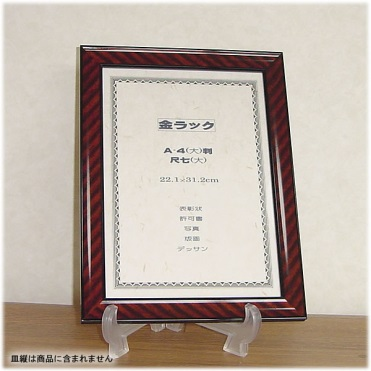 金ラック
A・4(大)判
尺七(大)
22.1×31.2cm
表彰状
許可書
写真
版画
デッサン
皿縦は商品に含まれません